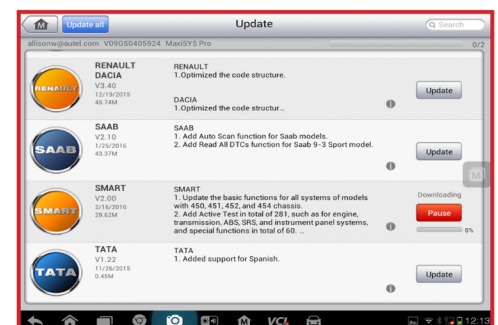 Update all
Update
Search
allisonw@autel.com V09G50405924 MaxiSYS Pro
0/2
RENAULT
RENAULT
DACIA
V3.40
12/19/2015
45.74M
RENAULT
1.Optimized the code structure.
DACIA
1.Optimized the code structur...
Update
SAAB
SAAB
V2.10
1/25/2016
43.37M
SAAB
1. Add Auto Scan function for Saab models.
2. Add Read All DTCs function for Saab 9-3 Sport model.
Update
M
SMART
SMART
V2.00
2/16/2016
29.62M
SMART
1. Update the basic functions for all systems of models
with 450, 451, 452, and 454 chassis.
2. Add Active Test in total of 281, such as for engine,
transmission, ABS, SRS, and instrument panel systems,
and special functions in total of 60. ...
Downloading
Pause
0%
TATA
TATA
V1.22
11/26/2015
0.45M
TATA
1. Added support for Spanish.
Update
VCI
12:13